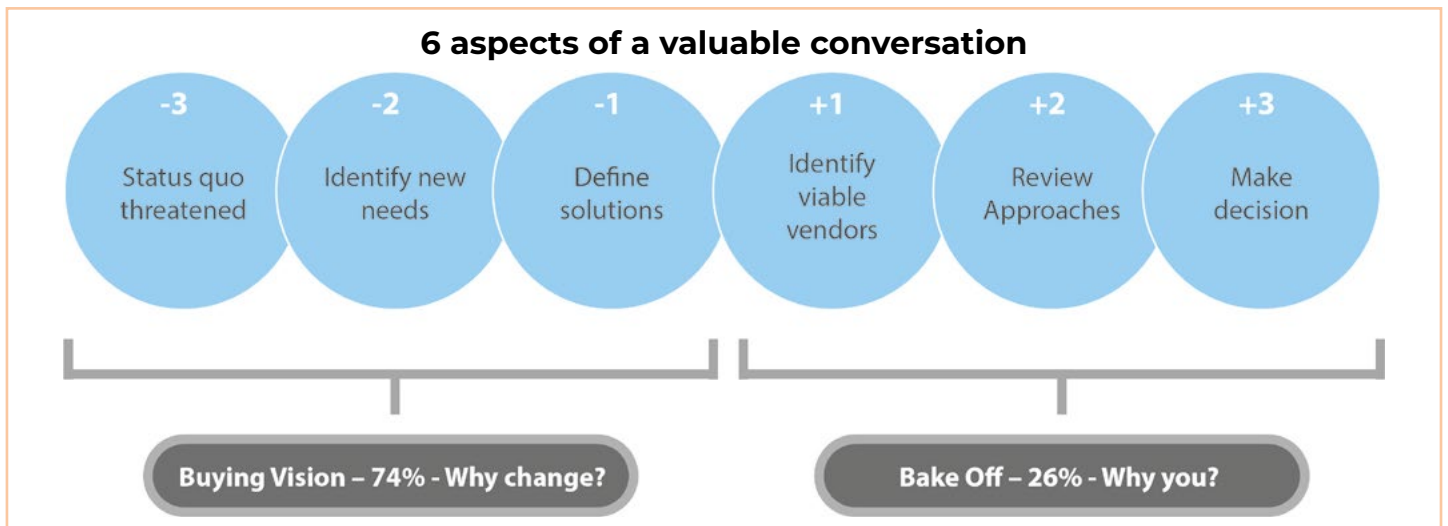 6 aspects of a valuable conversation
-3
Status quo
threatened
-2
Identify new
needs
-1
Define
solutions
+1
Identify
viable
vendors
+2
Review
Approaches
+3
Make
decision
Buying Vision – 74% - Why change?
Bake Off – 26% - Why you?